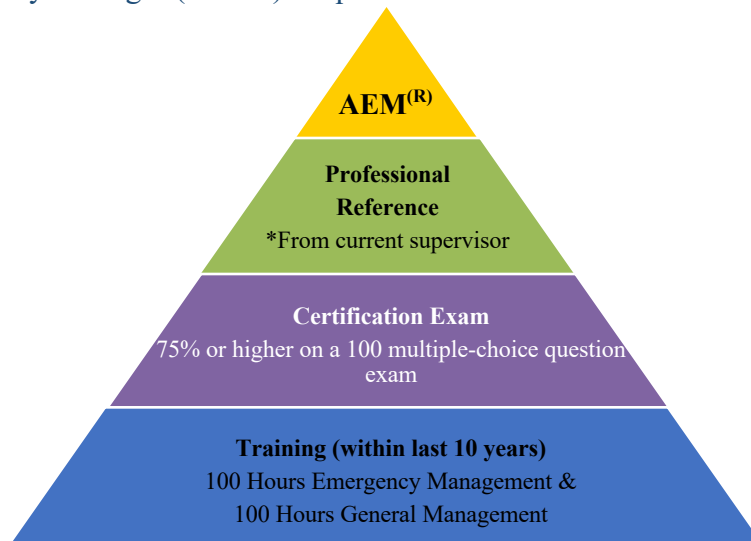 AEM(R)
Professional
Reference
*From current supervisor
Certification Exam
75% or higher on a 100 multiple-choice question
exam
Training (within last 10 years)
100 Hours Emergency Management &
100 Hours General Management